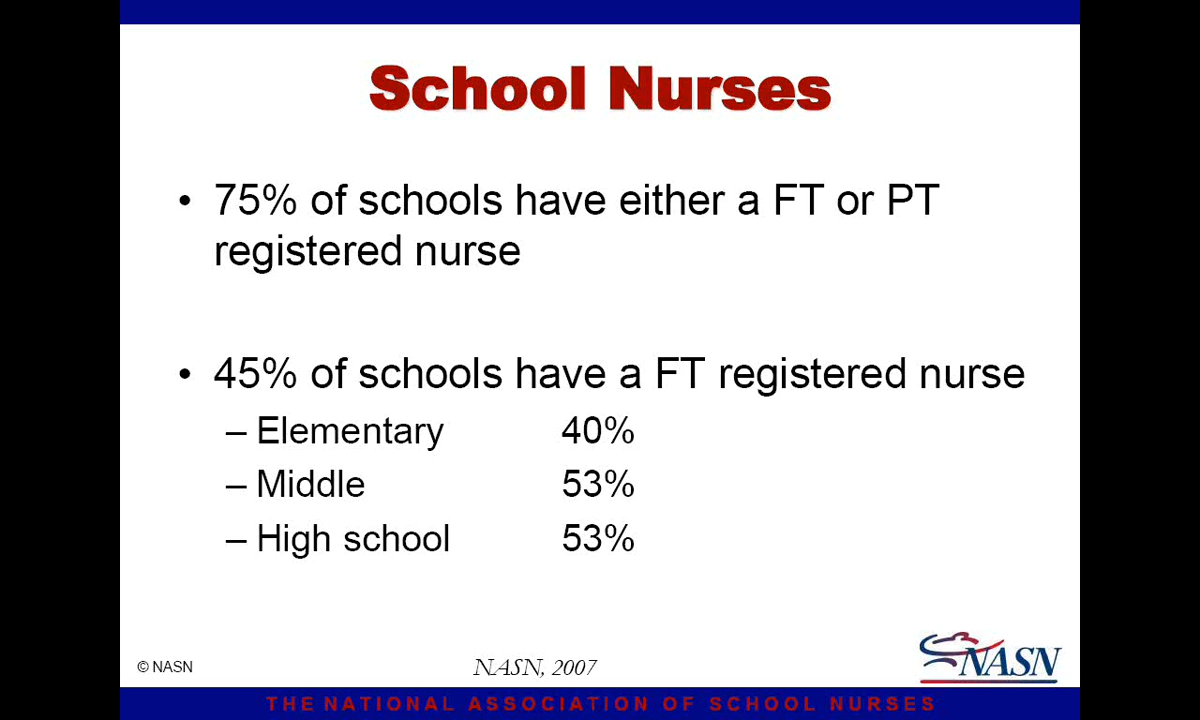 School Nurses
• 75% of schools have either a FT or PT
registered nurse
• 45% of schools have a FT registered nurse
– Elementary 40%
– Middle 53%
– High school 53%
© NASN
NASN, 2007
NASN
THE NATIONAL ASSOCIATION OF SCHOOL NURSES